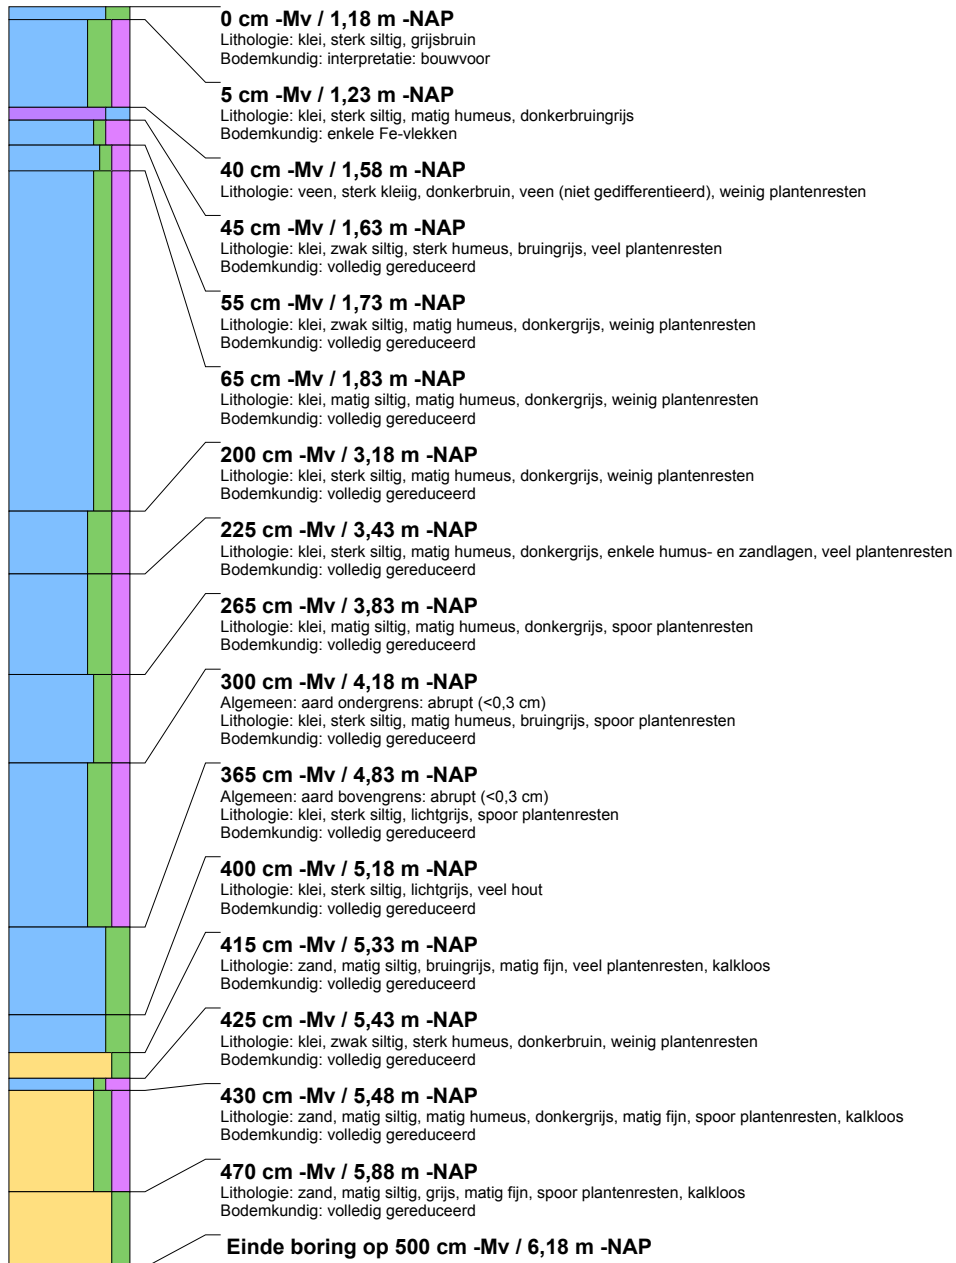 0 cm -Mv / 1,18 m -NAP
Lithologie: klei, sterk siltig, grijsbruin
Bodemkundig: interpretatie: bouwvoor
5 cm -Mv / 1,23 m -NAP
Lithologie: klei, sterk siltig, matig humeus, donkerbruingrijs
Bodemkundig: enkele Fe-vlekken
40 cm -Mv / 1,58 m -NAP
Lithologie: veen, sterk kleiig, donkerbruin, veen (niet gedifferentieerd), weinig plantenresten
45 cm -Mv / 1,63 m -NAP
Lithologie: klei, zwak siltig, sterk humeus, bruingrijs, veel plantenresten
Bodemkundig: volledig gereduceerd
55 cm -Mv / 1,73 m -NAP
Lithologie: klei, zwak siltig, matig humeus, donkergrijs, weinig plantenresten
Bodemkundig: volledig gereduceerd
65 cm -Mv / 1,83 m -NAP
Lithologie: klei, matig siltig, matig humeus, donkergrijs, weinig plantenresten
Bodemkundig: volledig gereduceerd
200 cm -Mv / 3,18 m -NAP
Lithologie: klei, sterk siltig, matig humeus, donkergrijs, weinig plantenresten
Bodemkundig: volledig gereduceerd
225 cm -Mv / 3,43 m -NAP
Lithologie: klei, sterk siltig, matig humeus, donkergrijs, enkele humus- en zandlagen, veel plantenresten
Bodemkundig: volledig gereduceerd
265 cm -Mv / 3,83 m -NAP
Lithologie: klei, matig siltig, matig humeus, donkergrijs, spoor plantenresten
Bodemkundig: volledig gereduceerd
300 cm -Mv / 4,18 m -NAP
Algemeen: aard ondergrens: abrupt (<0,3 cm)
Lithologie: klei, sterk siltig, matig humeus, bruingrijs, spoor plantenresten
Bodemkundig: volledig gereduceerd
365 cm -Mv / 4,83 m -NAP
Algemeen: aard bovengrens: abrupt (<0,3 cm)
Lithologie: klei, sterk siltig, lichtgrijs, spoor plantenresten
Bodemkundig: volledig gereduceerd
400 cm -Mv / 5,18 m -NAP
Lithologie: klei, sterk siltig, lichtgrijs, veel hout
Bodemkundig: volledig gereduceerd
415 cm -Mv / 5,33 m -NAP
Lithologie: zand, matig siltig, bruingrijs, matig fijn, veel plantenresten, kalkloos
Bodemkundig: volledig gereduceerd
425 cm -Mv / 5,43 m -NAP
Lithologie: klei, zwak siltig, sterk humeus, donkerbruin, weinig plantenresten
Bodemkundig: volledig gereduceerd
430 cm -Mv / 5,48 m -NAP
Lithologie: zand, matig siltig, matig humeus, donkergrijs, matig fijn, spoor plantenresten, kalkloos
Bodemkundig: volledig gereduceerd
470 cm -Mv / 5,88 m -NAP
Lithologie: zand, matig siltig, grijs, matig fijn, spoor plantenresten, kalkloos
Bodemkundig: volledig gereduceerd
Einde boring op 500 cm -Mv / 6,18 m -NAP